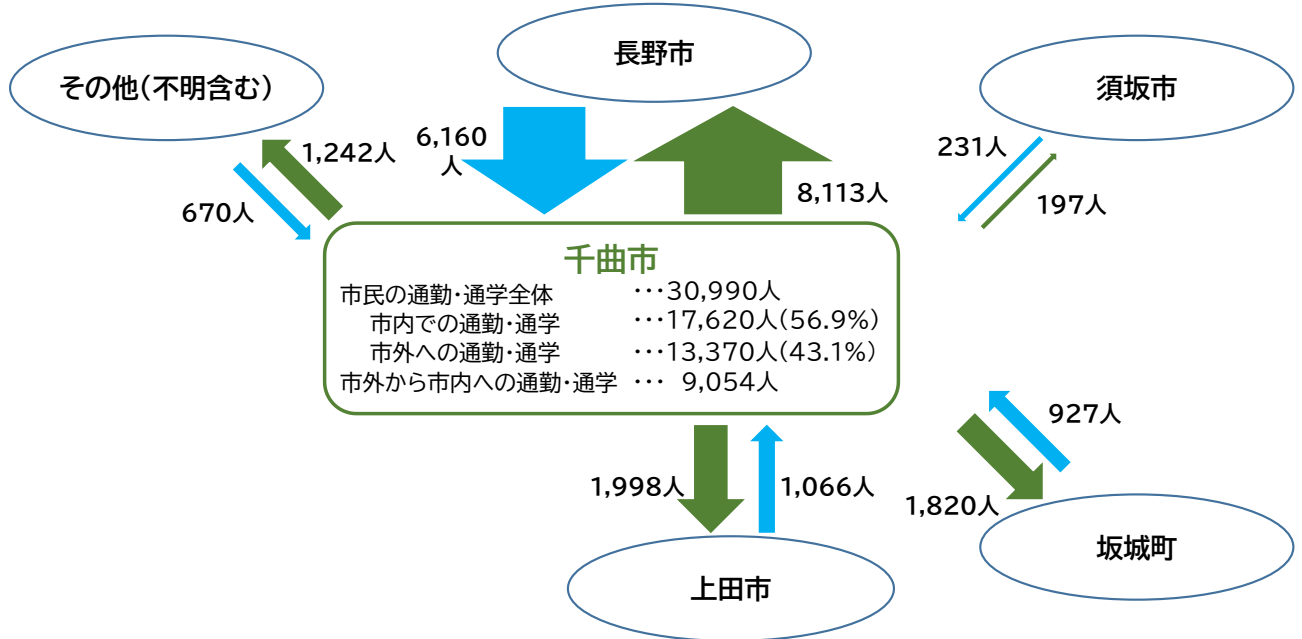 長野市
その他(不明含む)
須坂市
6,160
人
8,113人
1,242人
670人
231人
197人
千曲市
市民の通勤・通学全体 ・・・30,990人
市内での通勤・通学 ・・・17,620人(56.9%)
市外への通勤・通学 ・・・13,370人(43.1%)
市外から市内への通勤・通学 ・・・ 9,054人
927人
1,820人
1,998人
1,066人
坂城町
上田市